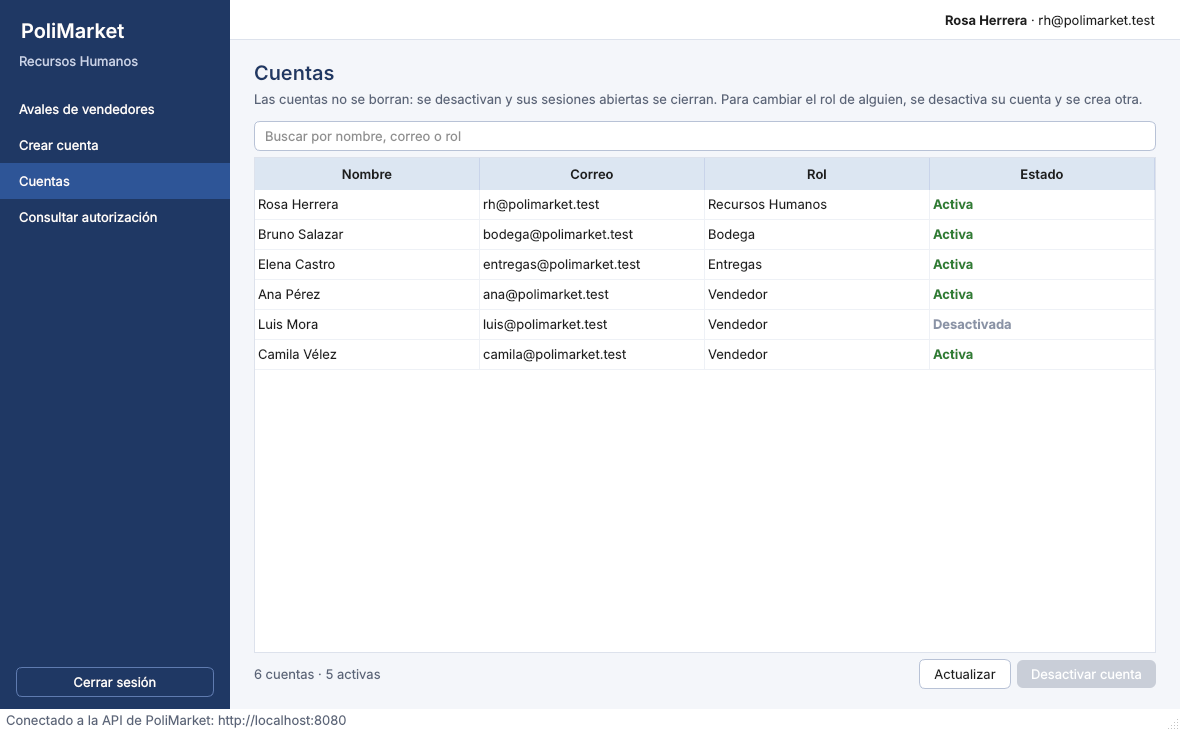 PoliMarket
Recursos Humanos
Avales de vendedores
Crear cuenta
Cuentas
Consultar autorización
Cerrar sesión
Rosa Herrera · rh@polimarket.test
Cuentas
Las cuentas no se borran: se desactivan y sus sesiones abiertas se cierran. Para cambiar el rol de alguien, se desactiva su cuenta y se crea otra.
Buscar por nombre, correo o rol
Nombre Correo Rol Estado
Rosa Herrera rh@polimarket.test Recursos Humanos Activa
Bruno Salazar bodega@polimarket.test Bodega Activa
Elena Castro entregas@polimarket.test Entregas Activa
Ana Pérez ana@polimarket.test Vendedor Activa
Luis Mora luis@polimarket.test Vendedor Desactivada
Camila Vélez camila@polimarket.test Vendedor Activa
6 cuentas · 5 activas
Actualizar
Desactivar cuenta
Conectado a la API de PoliMarket: http://localhost:8080